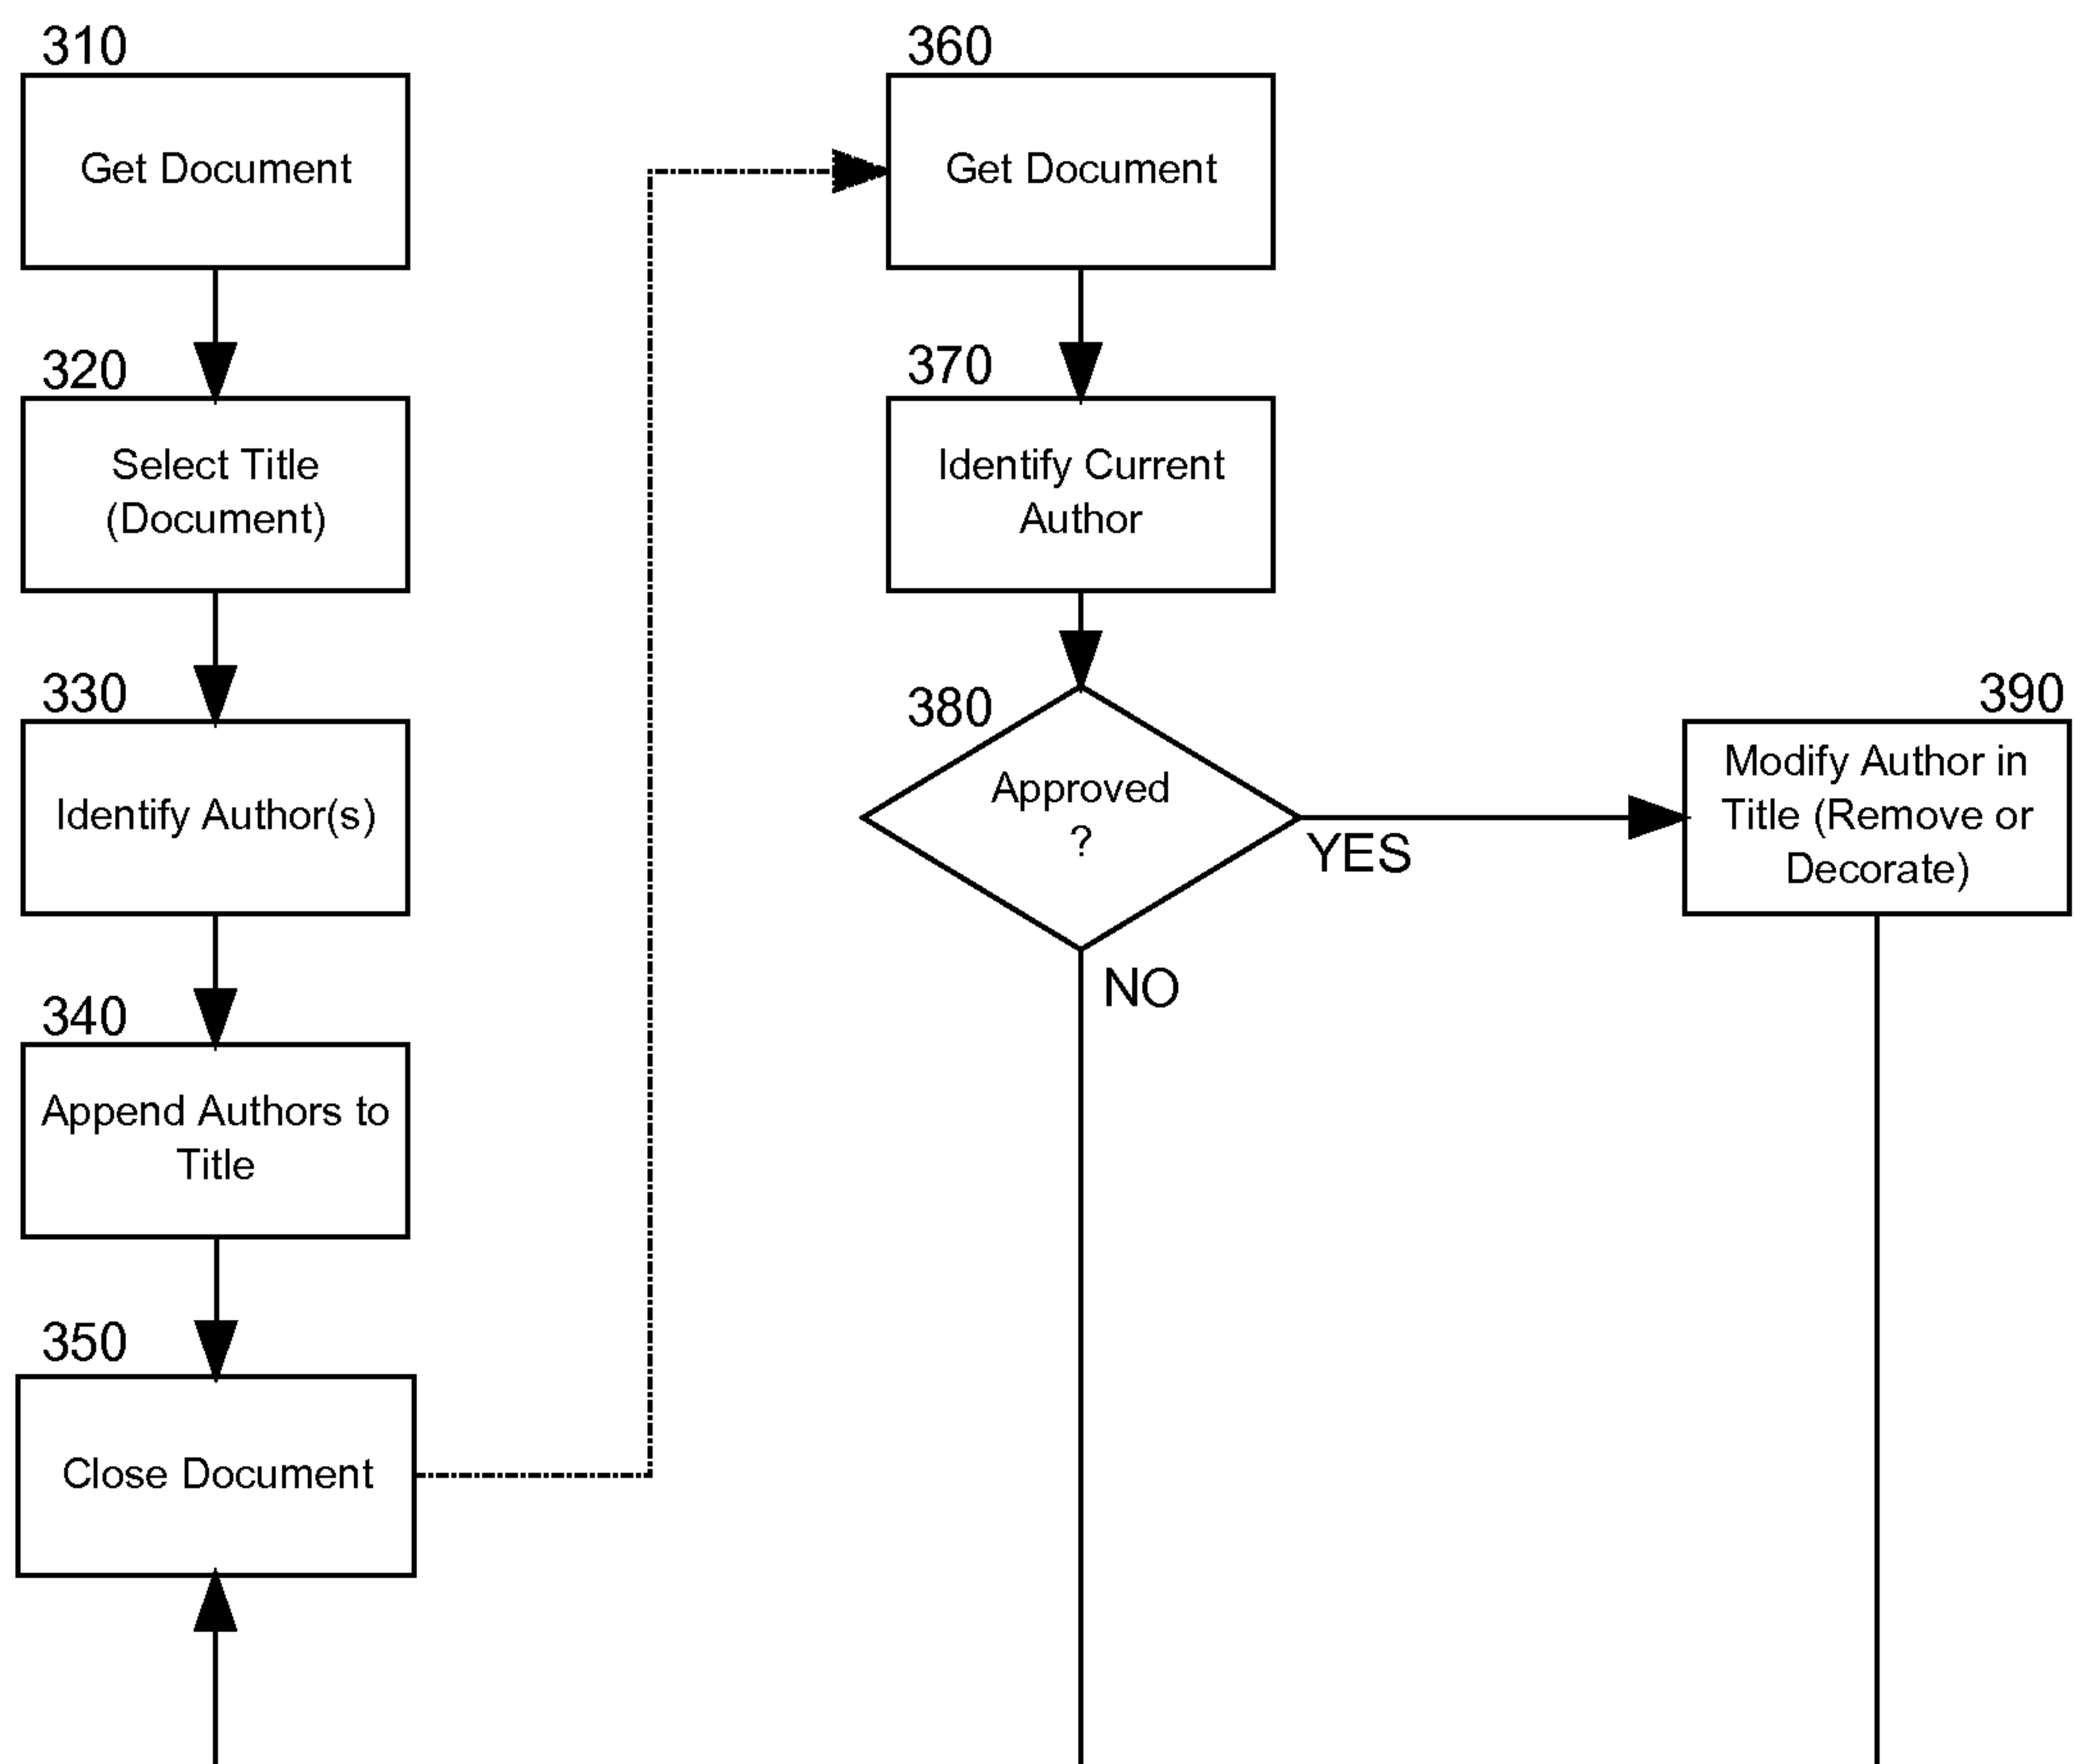 310
Get Document
320
Select Title
(Document)
330
Identify Author(s)
340
Append Authors to
Title
350
Close Document
360
Get Document
370
Identify Current
Author
380
Approved
?
YES
NO
390
Modify Author in
Title (Remove or
Decorate)